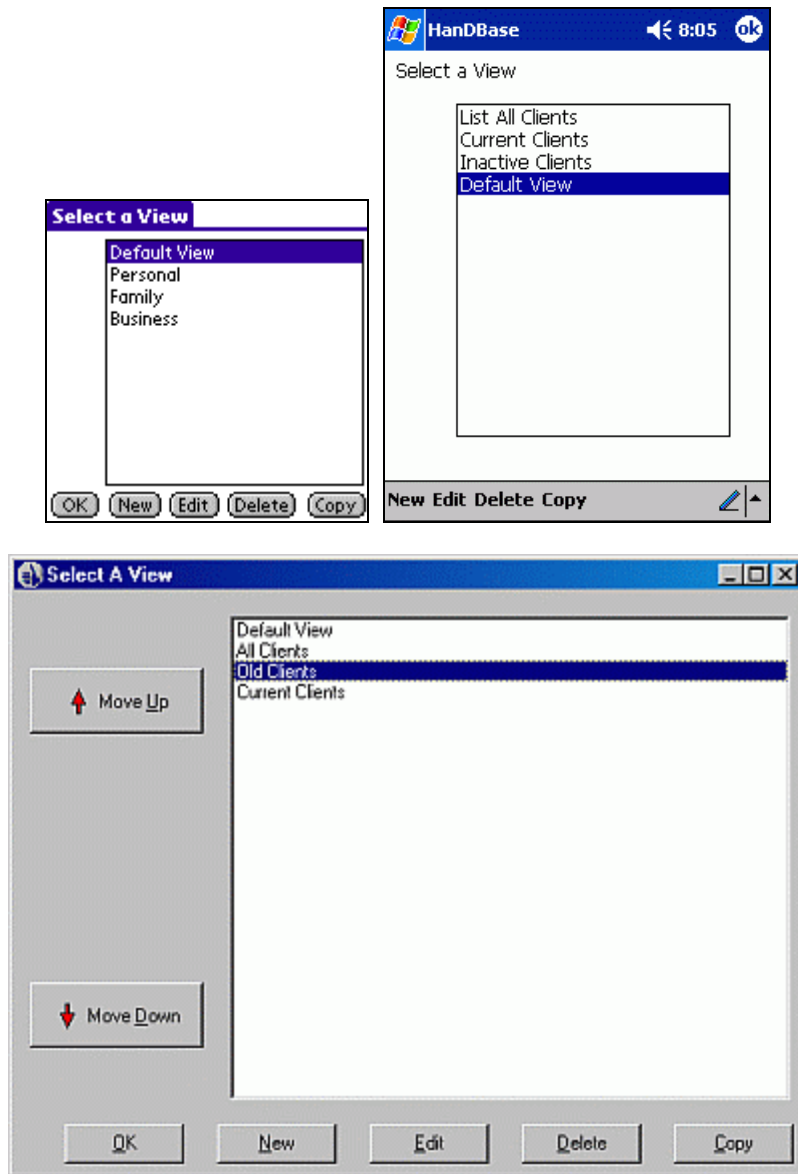 HanDBase 8:05 ok
Select a View
List All Clients
Current Clients
Inactive Clients
Default View
New Edit Delete Copy
Select a View
Default View
Personal
Family
Business
OK New Edit Delete Copy
Select A View
Default View
All Clients
Old Clients
Current Clients
Move Up
Move Down
OK New Edit Delete Copy